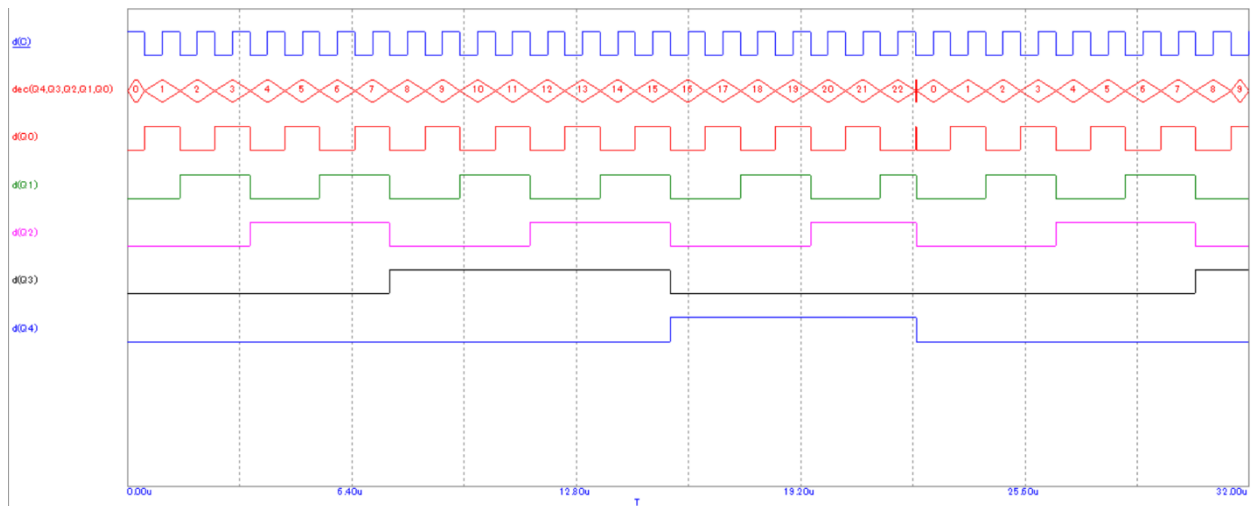 d(C)
dec(Q4,Q3,Q2,Q1,Q0) 0 1 2 3 4 5 6 7 8 9 10 11 12 13 14 15 16 17 18 19 20 21 22 0 1 2 3 4 5 6 7 8 9
d(Q0)
d(Q1)
d(Q2)
d(Q3)
d(Q4)
0.00u 6.40u 12.80u 19.20u 25.60u 32.00u
T